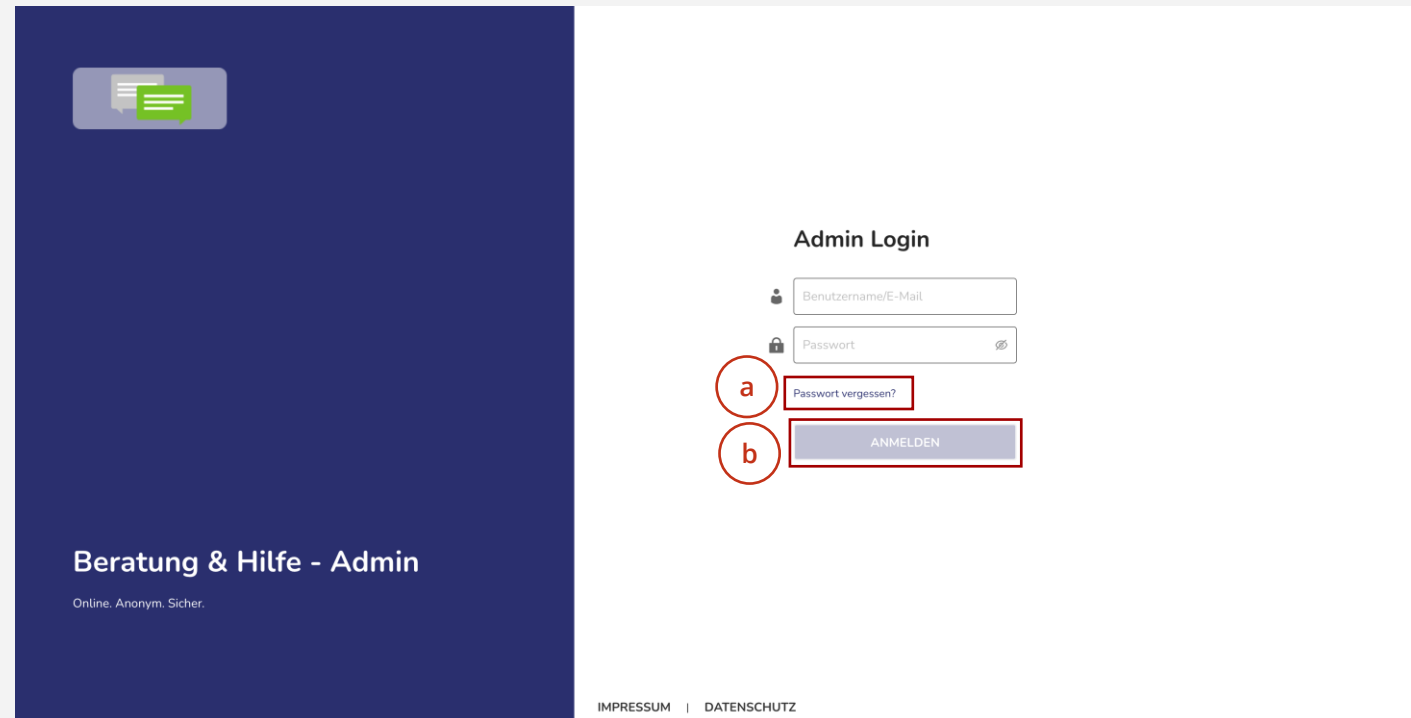 Admin Login
Benutzername/E-Mail
Passwort
a
Passwort vergessen?
b
ANMELDEN
Beratung & Hilfe - Admin
Online. Anonym. Sicher.
IMPRESSUM | DATENSCHUTZ